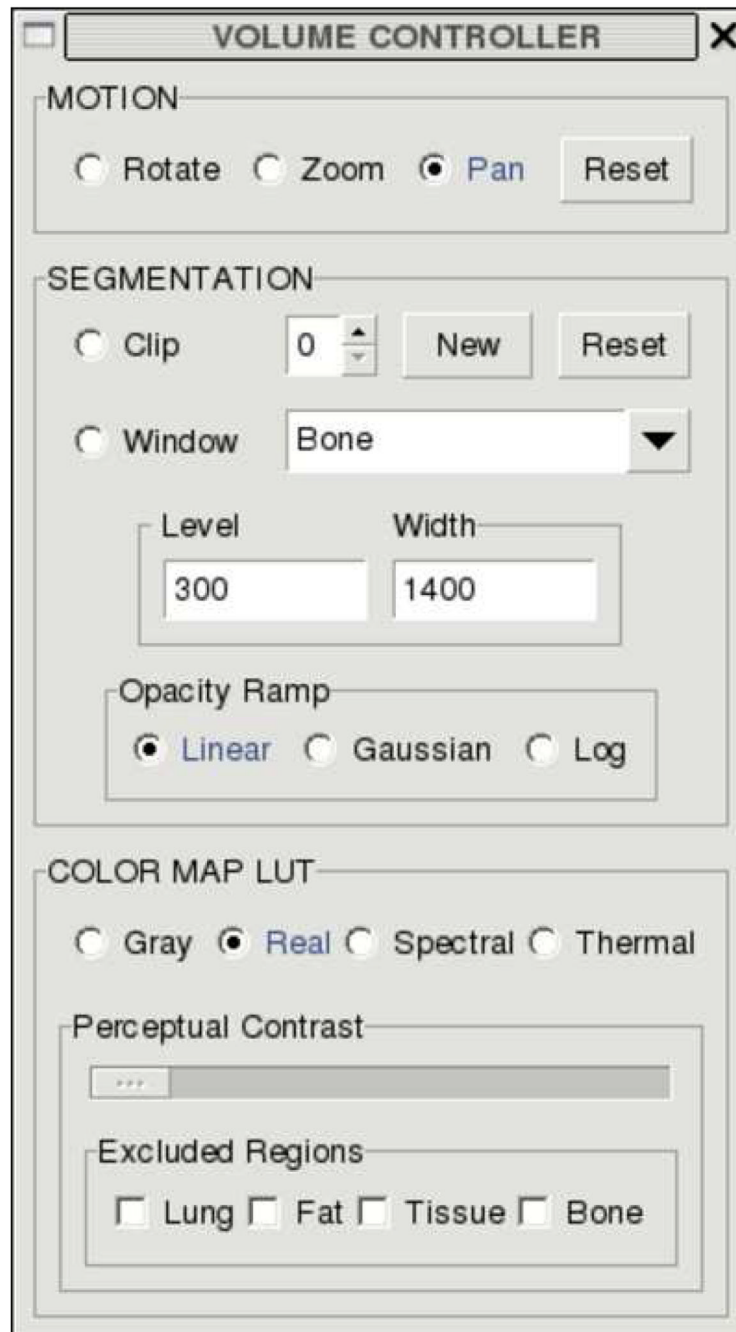 VOLUME CONTROLLER
MOTION
Rotate Zoom Pan Reset
SEGMENTATION
Clip 0 New Reset
Window Bone
Level Width
300 1400
Opacity Ramp
Linear Gaussian Log
COLOR MAP LUT
Gray Real Spectral Thermal
Perceptual Contrast
Excluded Regions
Lung Fat Tissue Bone